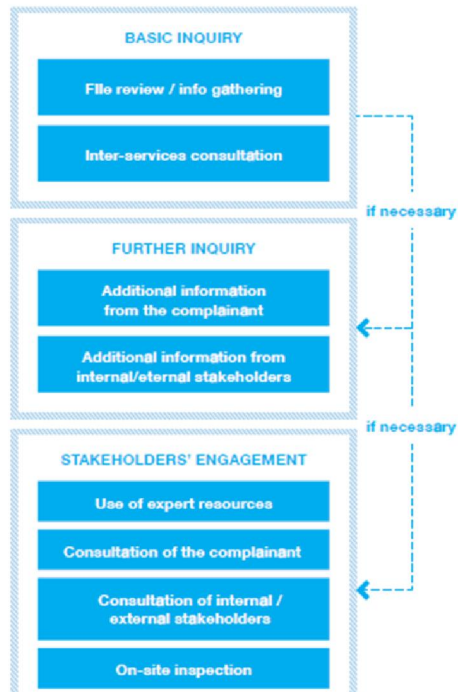 BASIC INQUIRY
File review / info gathering
Inter-services consultation
if necessary
FURTHER INQUIRY
Additional information
from the complainant
Additional information from
internal/eternal stakeholders
if necessary
STAKEHOLDERS' ENGAGEMENT
Use of expert resources
Consultation of the complainant
Consultation of internal /
external stakeholders
On-site inspection